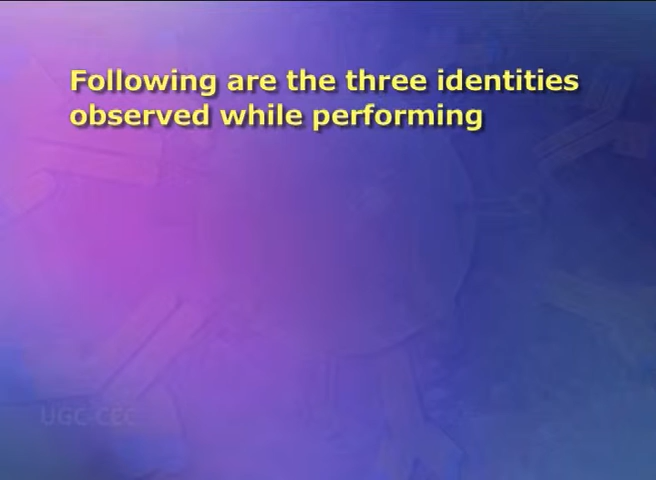 Following are the three identities
observed while performing
UGC-CEC